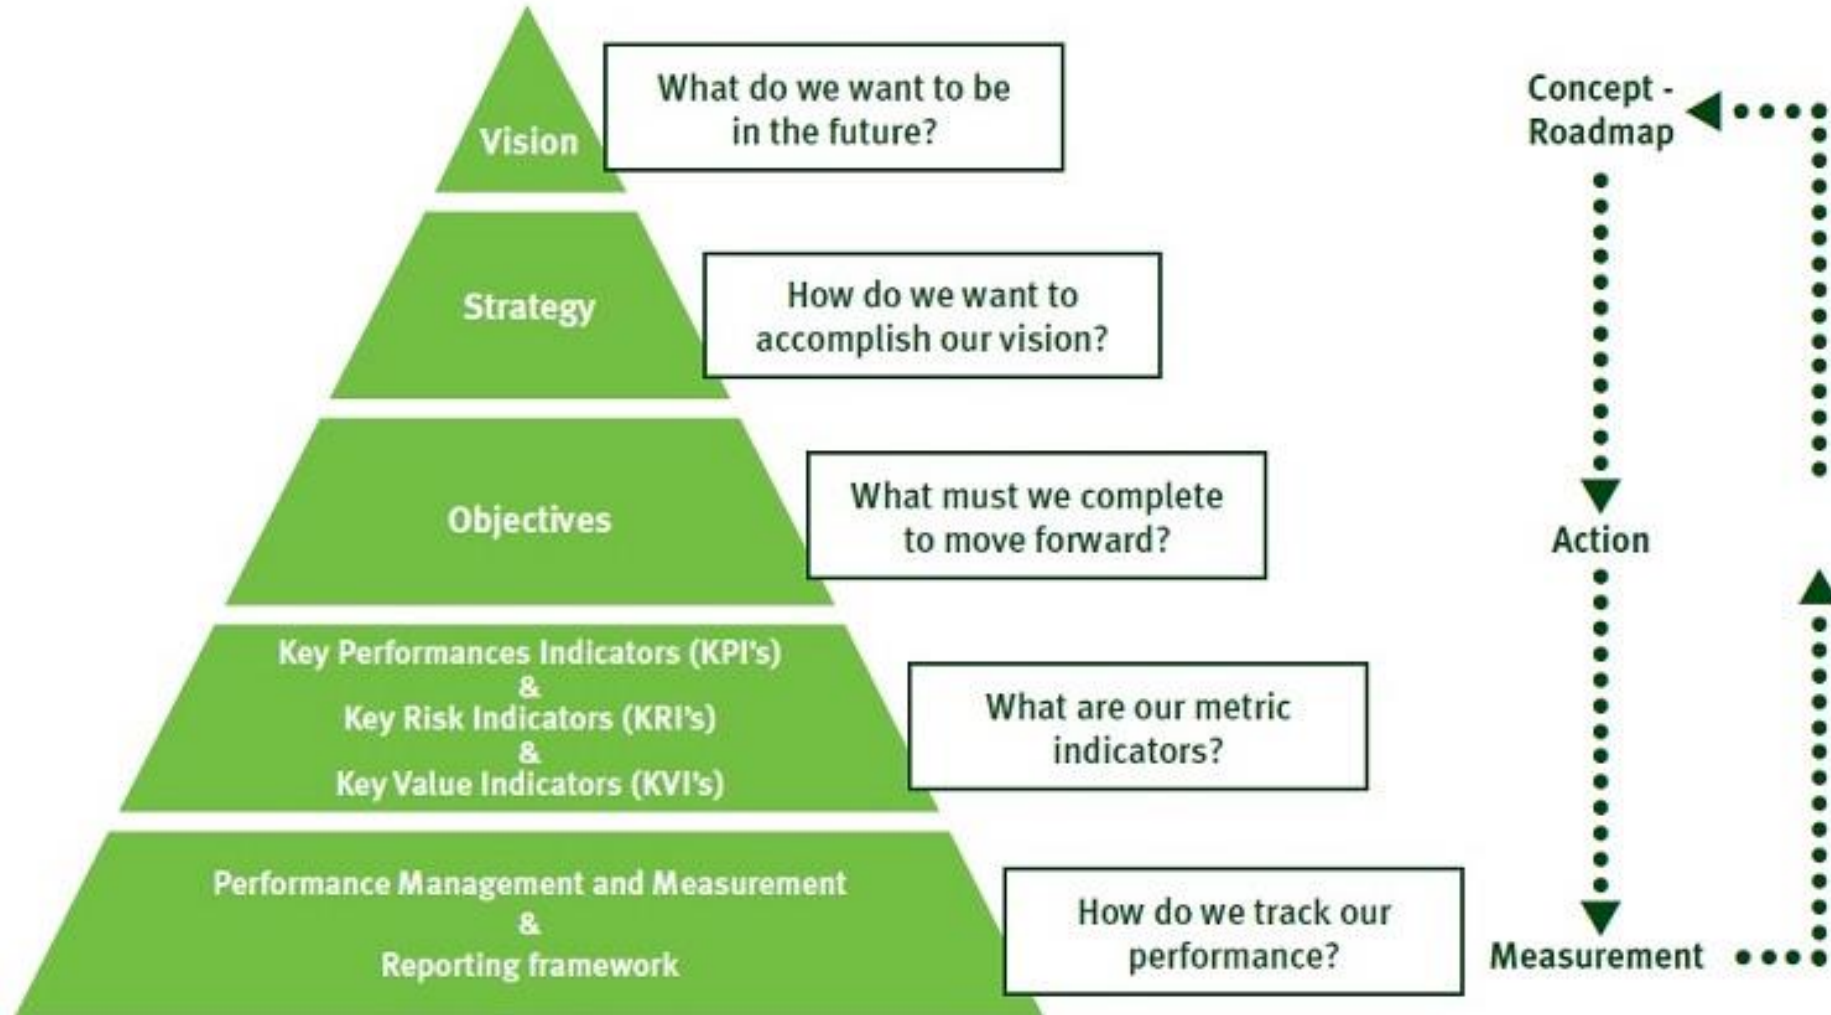 Vision
What do we want to be
in the future?
Strategy
How do we want to
accomplish our vision?
Objectives
What must we complete
to move forward?
Key Performances Indicators (KPI's)
&
Key Risk Indicators (KRI's)
&
Key Value Indicators (KVI's)
What are our metric
indicators?
Performance Management and Measurement
&
Reporting framework
How do we track our
performance?
Concept -
Roadmap
Action
Measurement